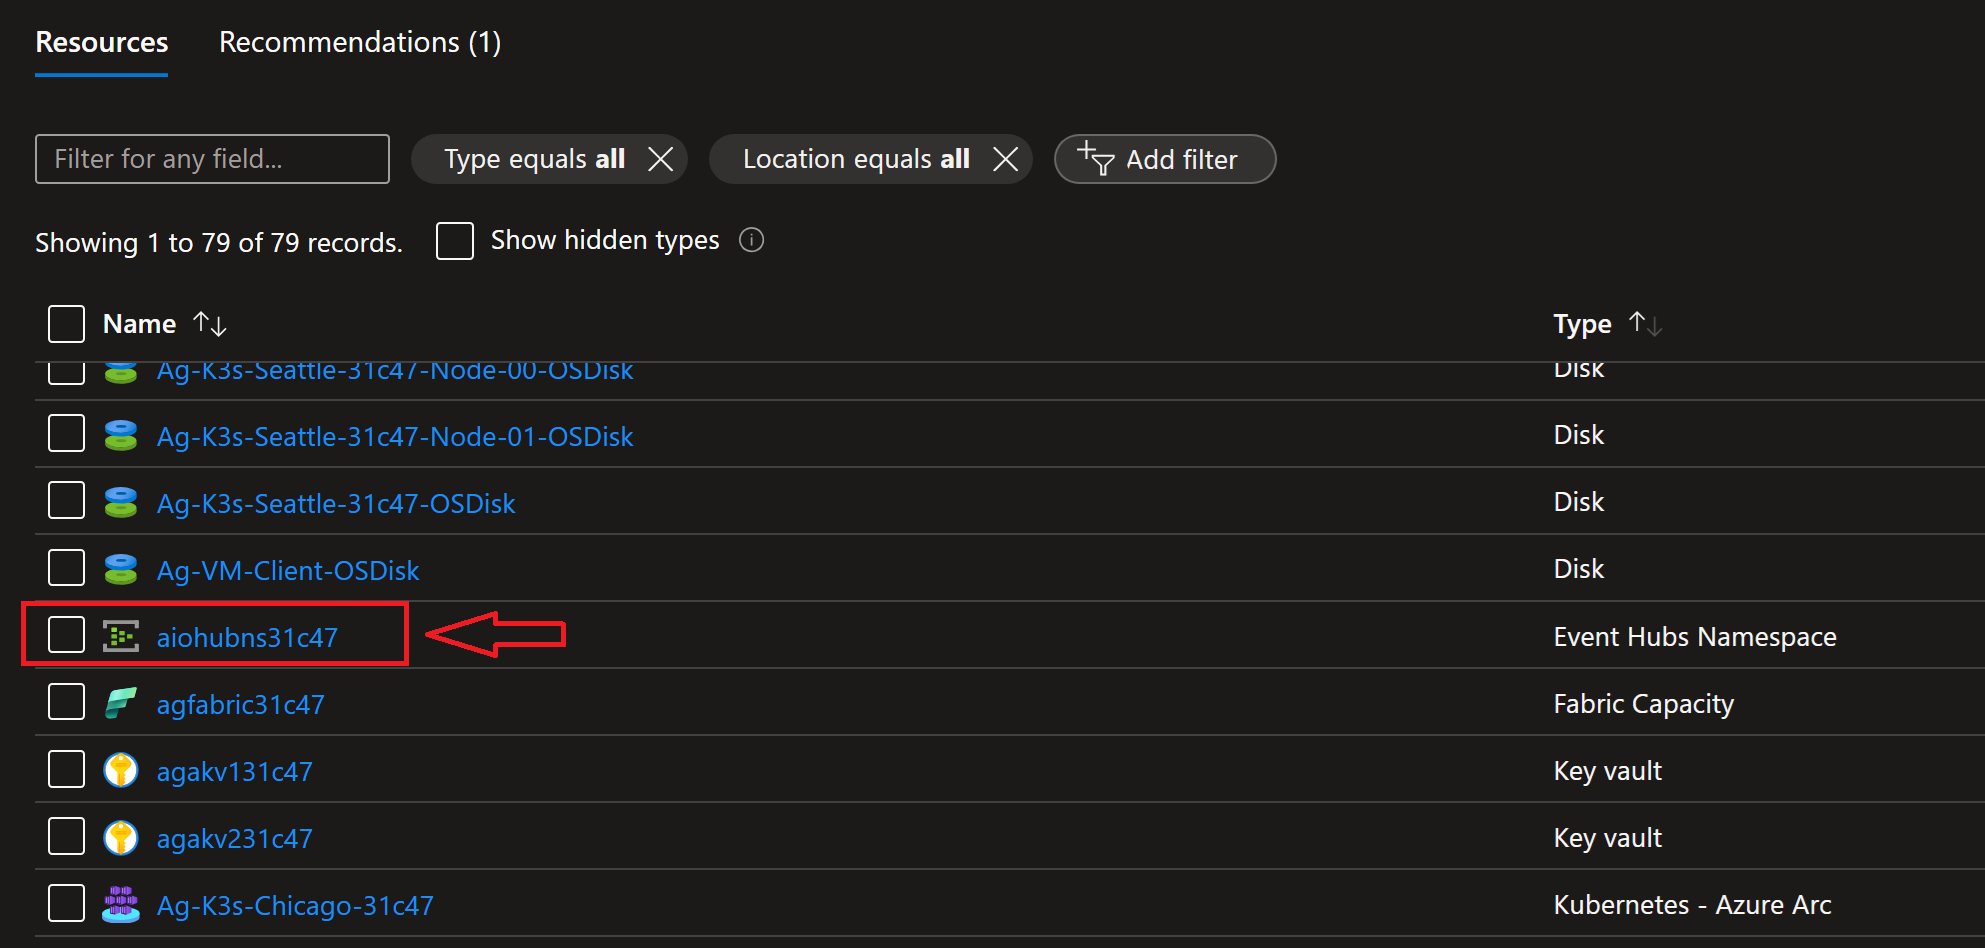 Resources Recommendations (1)
Filter for any field... Type equals all Location equals all Add filter
Showing 1 to 79 of 79 records. Show hidden types
Name Type
Ag-K3s-Seattle-31c47-Node-00-OSDisk Disk
Ag-K3s-Seattle-31c47-Node-01-OSDisk Disk
Ag-K3s-Seattle-31c47-OSDisk Disk
Ag-VM-Client-OSDisk Disk
aiohubns31c47 Event Hubs Namespace
agfabric31c47 Fabric Capacity
agakv131c47 Key vault
agakv231c47 Key vault
Ag-K3s-Chicago-31c47 Kubernetes - Azure Arc